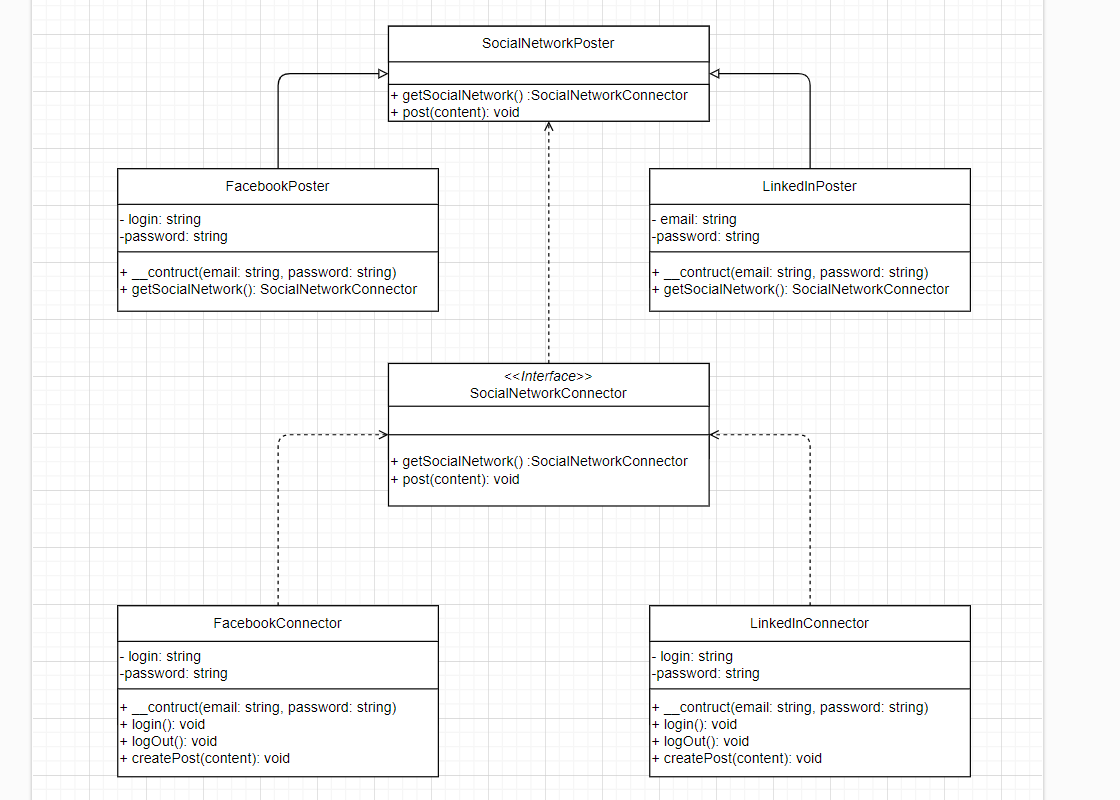 SocialNetworkPoster
+ getSocialNetwork() :SocialNetworkConnector
+ post(content): void
FacebookPoster
- login: string
-password: string
+ __contruct(email: string, password: string)
+ getSocialNetwork(): SocialNetworkConnector
LinkedInPoster
- email: string
-password: string
+ __contruct(email: string, password: string)
+ getSocialNetwork(): SocialNetworkConnector
<<Interface>>
SocialNetworkConnector
+ getSocialNetwork() :SocialNetworkConnector
+ post(content): void
FacebookConnector
- login: string
-password: string
+ __contruct(email: string, password: string)
+ login(): void
+ logOut(): void
+ createPost(content): void
LinkedInConnector
- login: string
-password: string
+ __contruct(email: string, password: string)
+ login(): void
+ logOut(): void
+ createPost(content): void